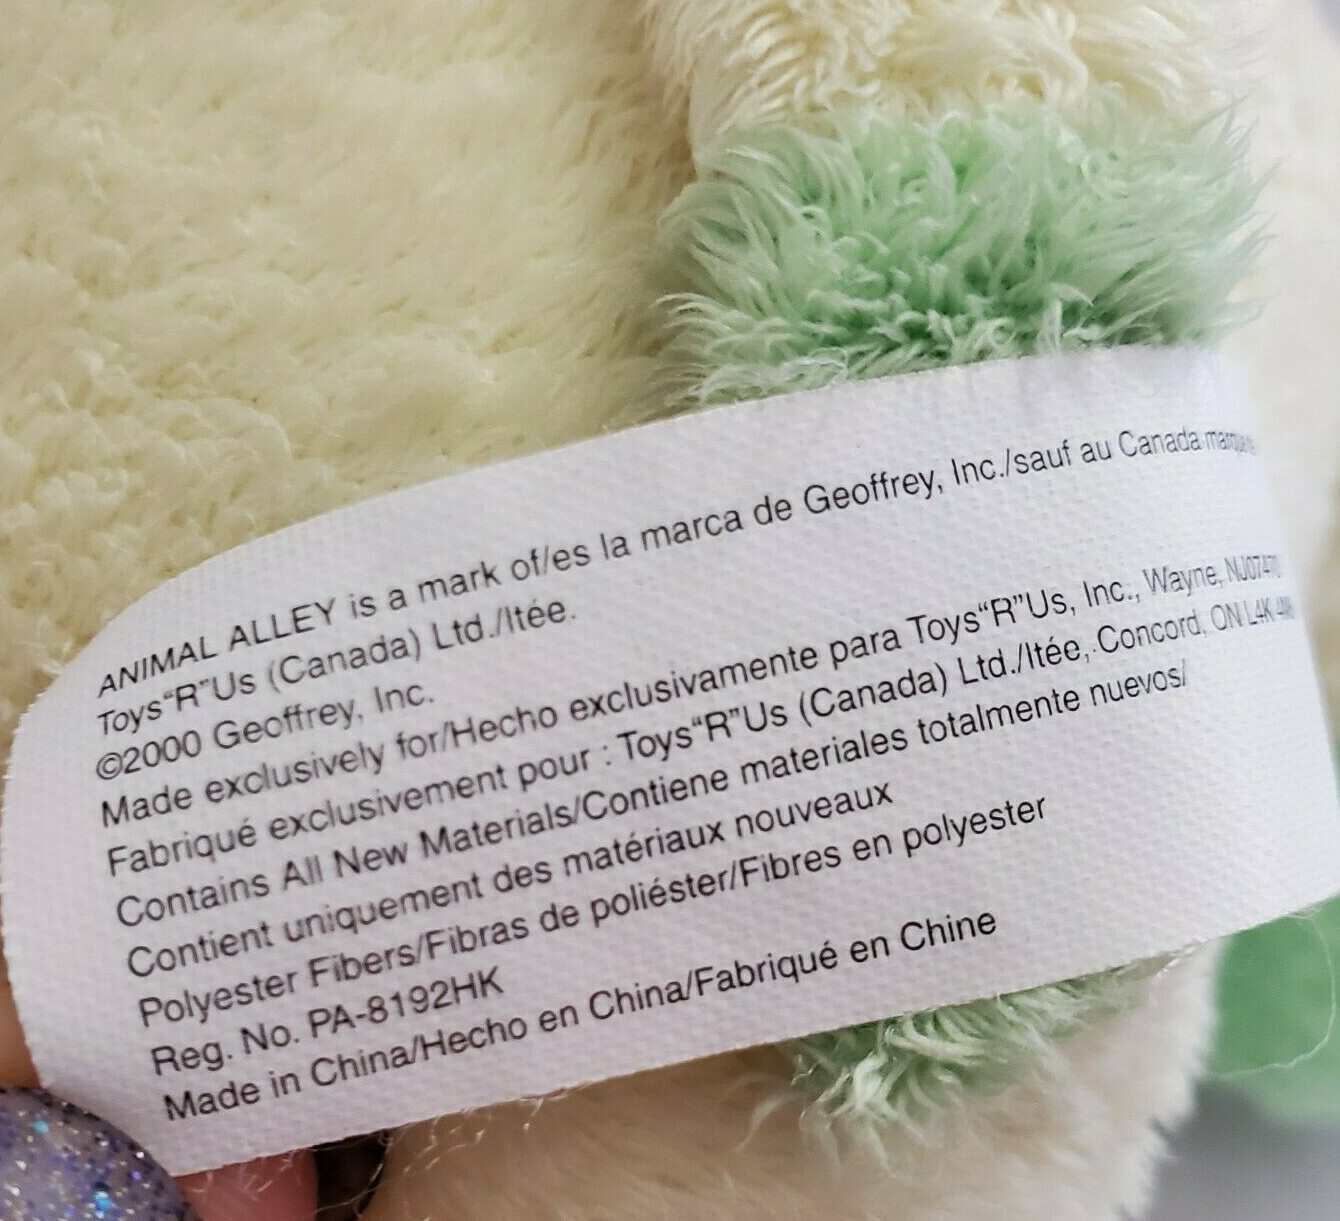 ANIMAL ALLEY is a mark of/es la marca de Geoffrey, Inc./sauf au Canada marque
Toys“R”Us (Canada) Ltd./ltée.
©2000 Geoffrey, Inc.
Made exclusively for/Hecho exclusivamente para Toys“R”Us, Inc., Wayne, NJ07470
Fabriqué exclusivement pour : Toys“R”Us (Canada) Ltd./ltée, Concord, ON L4K
Contains All New Materials/Contiene materiales totalmente nuevos/
Contient uniquement des matériaux nouveaux
Polyester Fibers/Fibras de poliéster/Fibres en polyester
Reg. No. PA-8192HK
Made in China/Hecho en China/Fabriqué en Chine